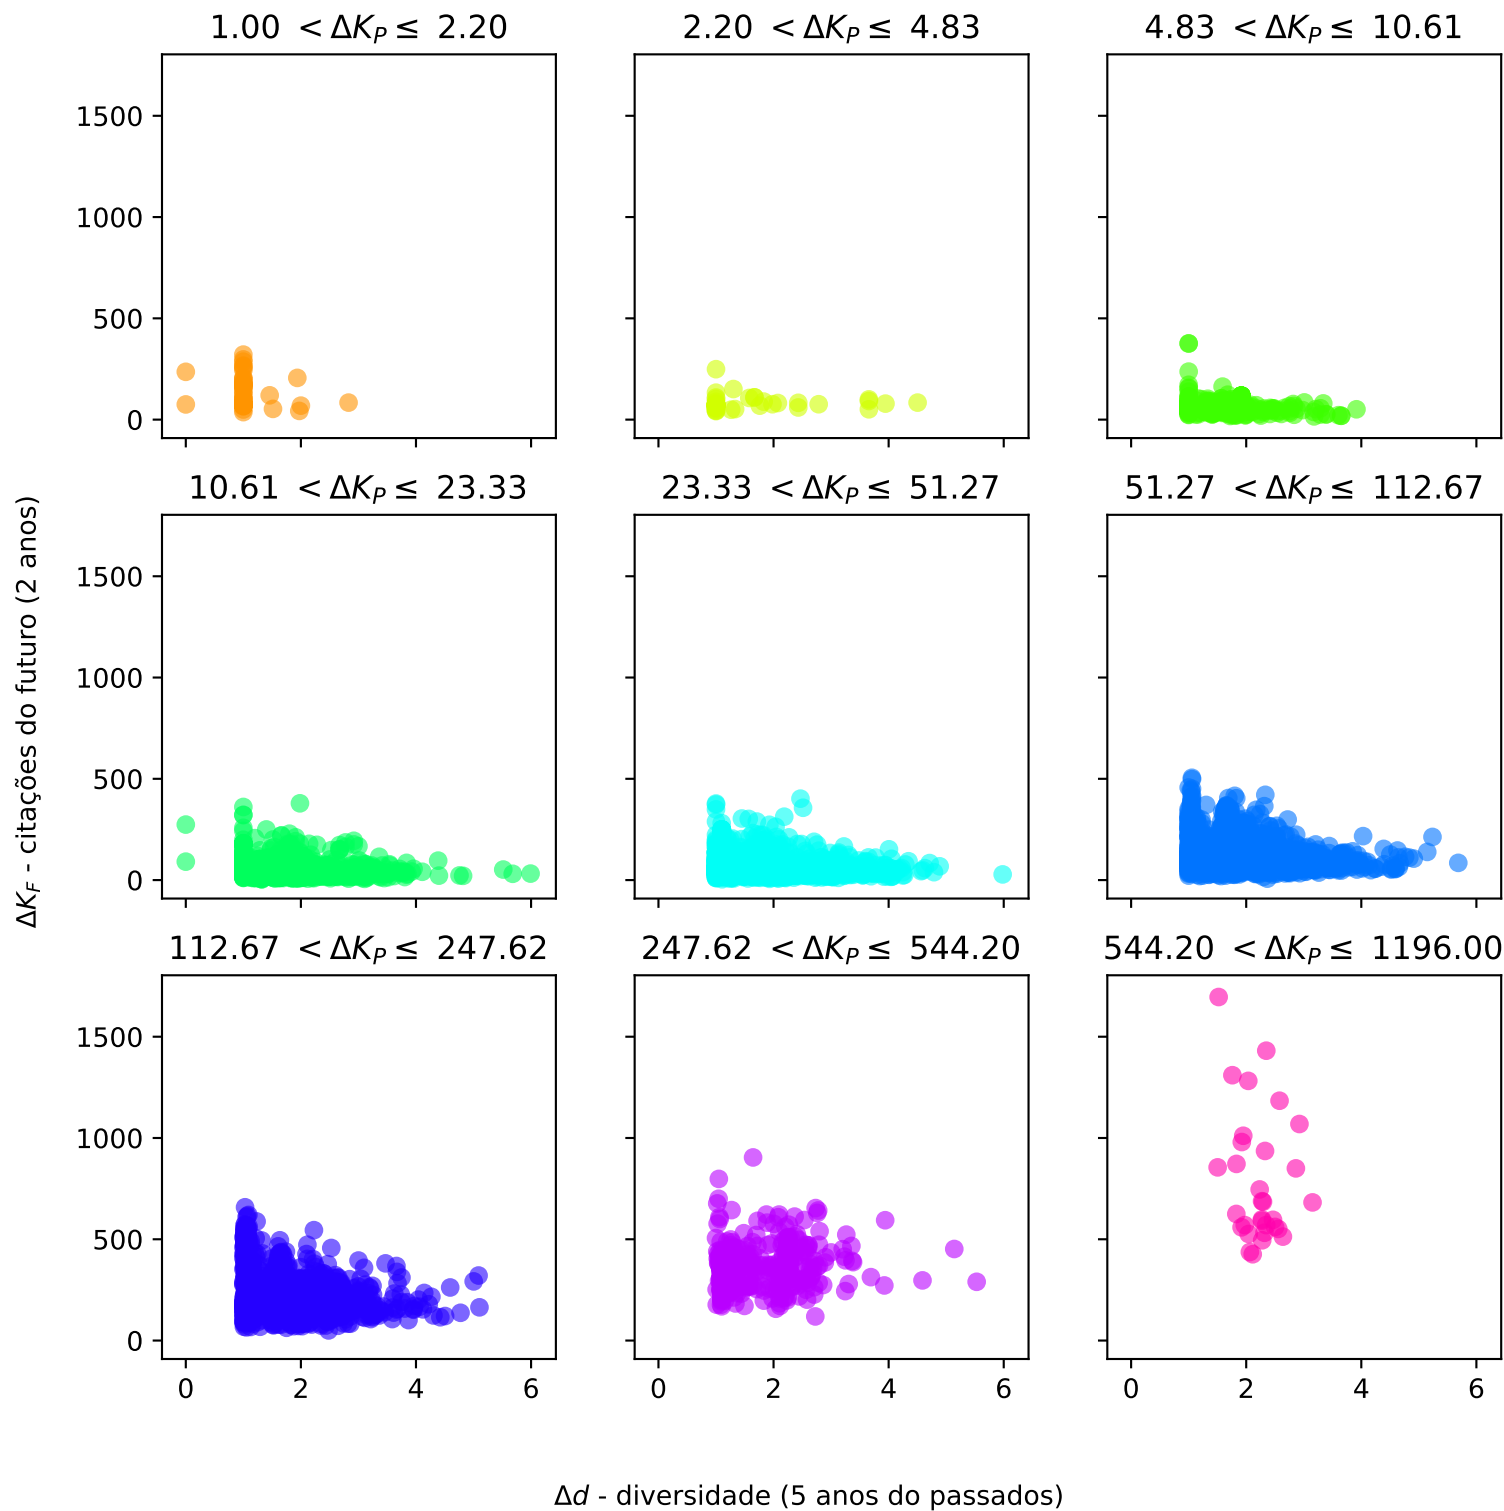 1.00 < ΔK_P ≤ 2.20
2.20 < ΔK_P ≤ 4.83
4.83 < ΔK_P ≤ 10.61
1500
1000
500
0
10.61 < ΔK_P ≤ 23.33
23.33 < ΔK_P ≤ 51.27
51.27 < ΔK_P ≤ 112.67
1500
1000
500
0
ΔK_F - citações do futuro (2 anos)
112.67 < ΔK_P ≤ 247.62
247.62 < ΔK_P ≤ 544.20
544.20 < ΔK_P ≤ 1196.00
1500
1000
500
0
0 2 4 6
0 2 4 6
0 2 4 6
Δd - diversidade (5 anos do passados)